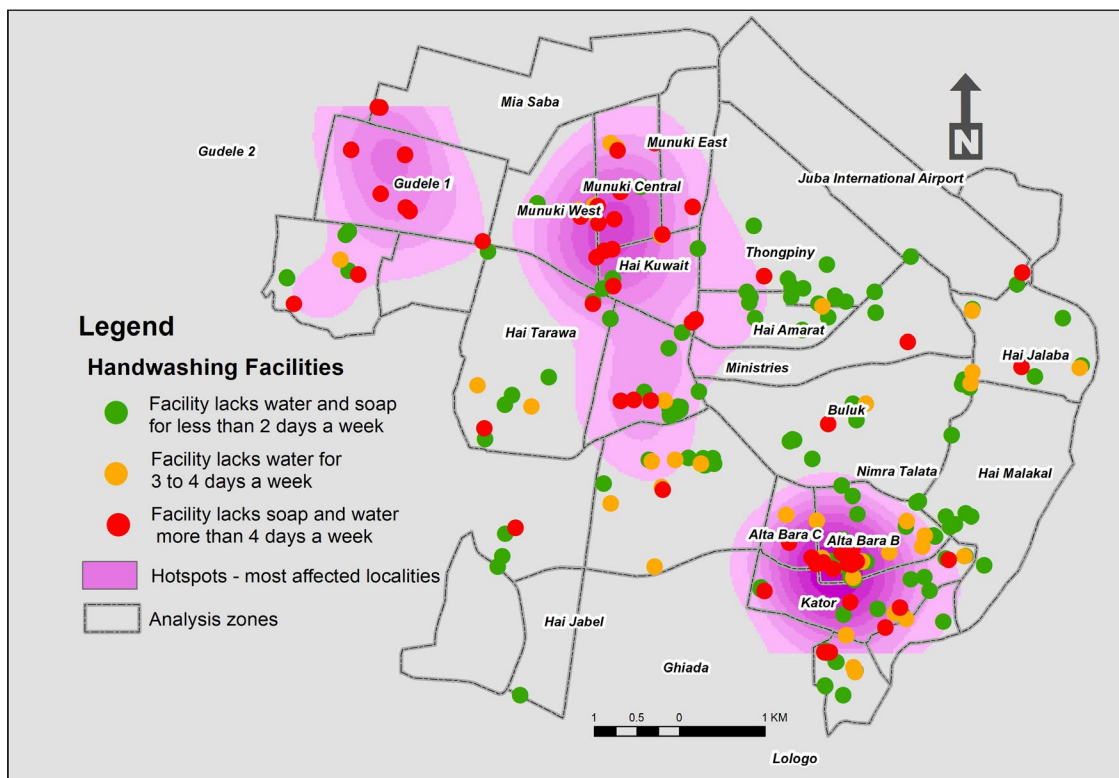 Mia Saba
Gudele 2
Munuki East
Juba International Airport
Gudele 1
Munuki Central
Munuki West
Thongpiny
Hai Kuwait
Hai Tarawa
Hai Amarat
Hai Jalaba
Ministries
Buluk
Nimra Talata
Hai Malakal
Alta Bara C
Alta Bara B
Kator
Hai Jabel
Ghiada
Lologo
N
Legend
Handwashing Facilities
Facility lacks water and soap
for less than 2 days a week
Facility lacks water for
3 to 4 days a week
Facility lacks soap and water
more than 4 days a week
Hotspots - most affected localities
Analysis zones
1 0.5 0 1 KM